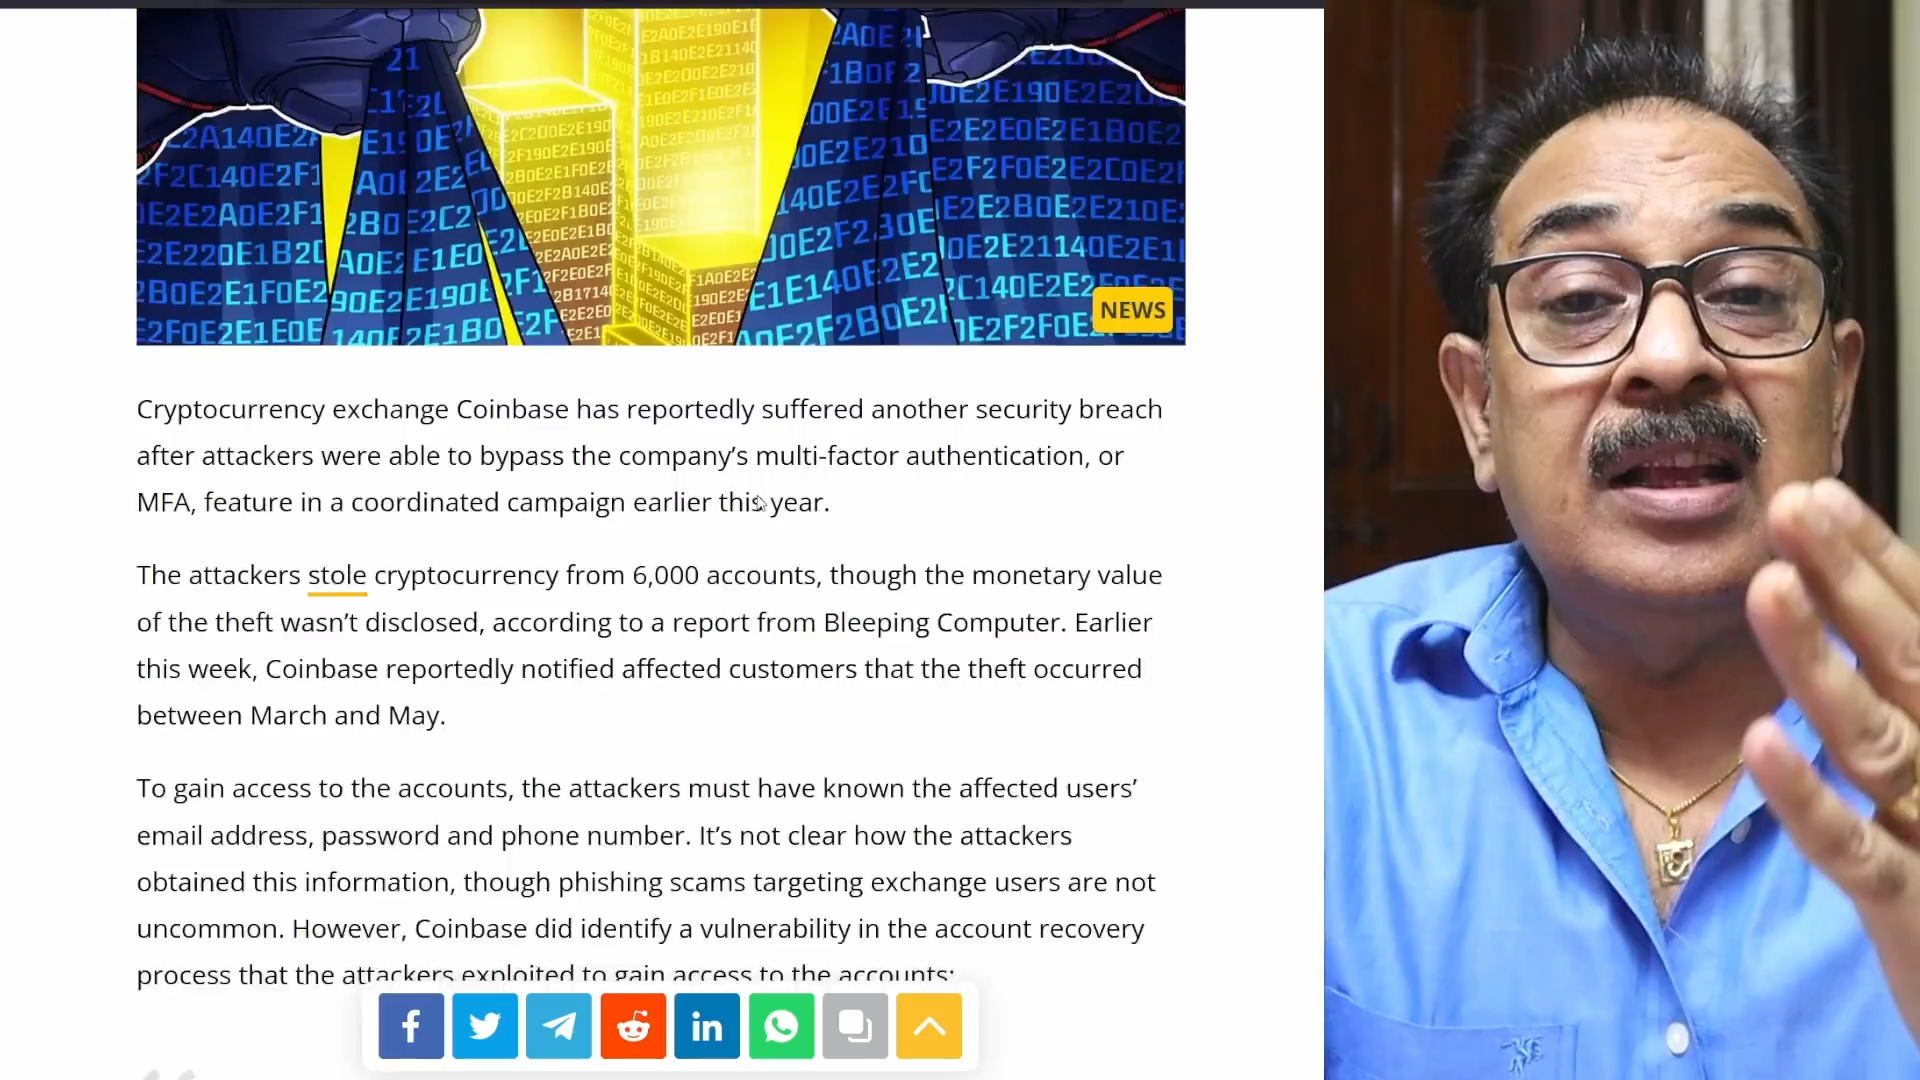 NEWS
Cryptocurrency exchange Coinbase has reportedly suffered another security breach
after attackers were able to bypass the company's multi-factor authentication, or
MFA, feature in a coordinated campaign earlier this year.
The attackers stole cryptocurrency from 6,000 accounts, though the monetary value
of the theft wasn't disclosed, according to a report from Bleeping Computer. Earlier
this week, Coinbase reportedly notified affected customers that the theft occurred
between March and May.
To gain access to the accounts, the attackers must have known the affected users'
email address, password and phone number. It's not clear how the attackers
obtained this information, though phishing scams targeting exchange users are not
uncommon. However, Coinbase did identify a vulnerability in the account recovery
process that the attackers exploited to gain access to the accounts: